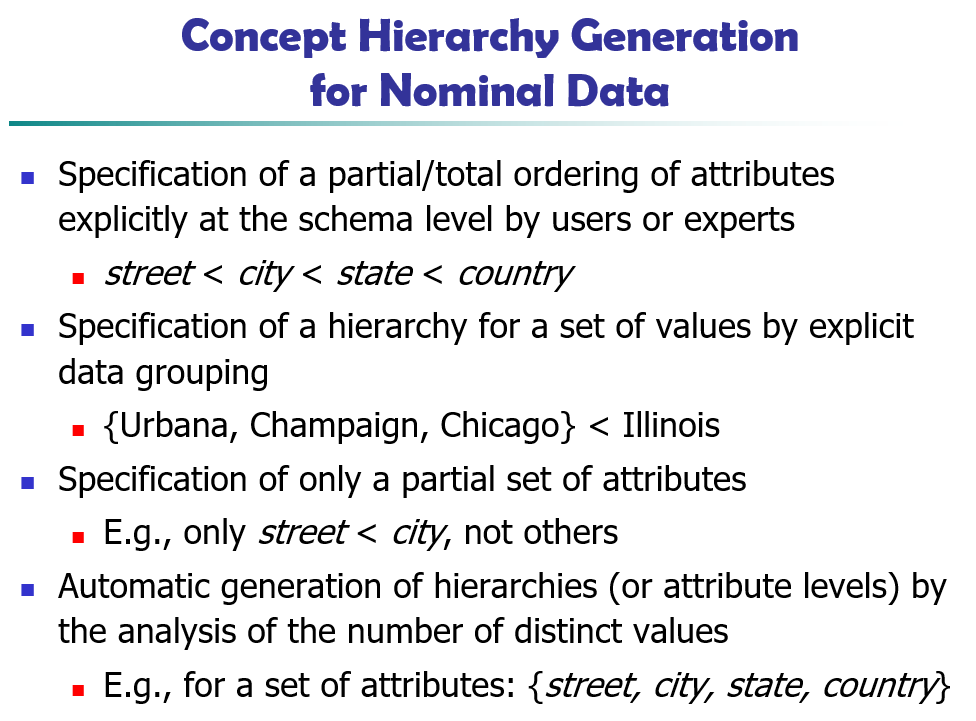 Concept Hierarchy Generation
for Nominal Data
Specification of a partial/total ordering of attributes
explicitly at the schema level by users or experts
street < city < state < country
Specification of a hierarchy for a set of values by explicit
data grouping
{Urbana, Champaign, Chicago} < Illinois
Specification of only a partial set of attributes
E.g., only street < city, not others
Automatic generation of hierarchies (or attribute levels) by
the analysis of the number of distinct values
E.g., for a set of attributes: {street, city, state, country}